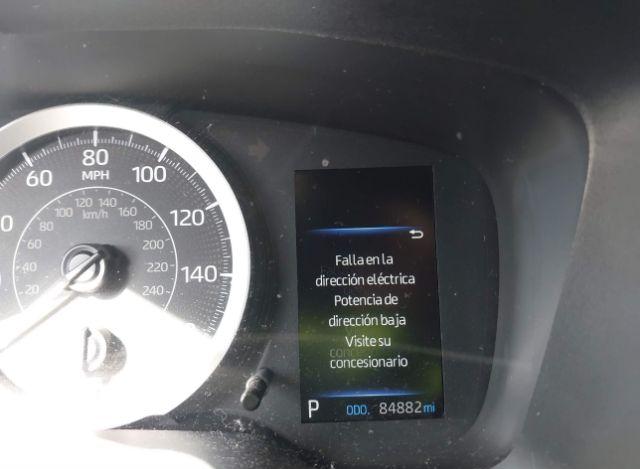 60
80
100
MPH
120
140
20
40
60
80
100
120
140
160
180
200
220
240
km/h
Falla en la
dirección eléctrica
Potencia de
dirección baja
Visite su
concesionario
P ODO. 84882 mi